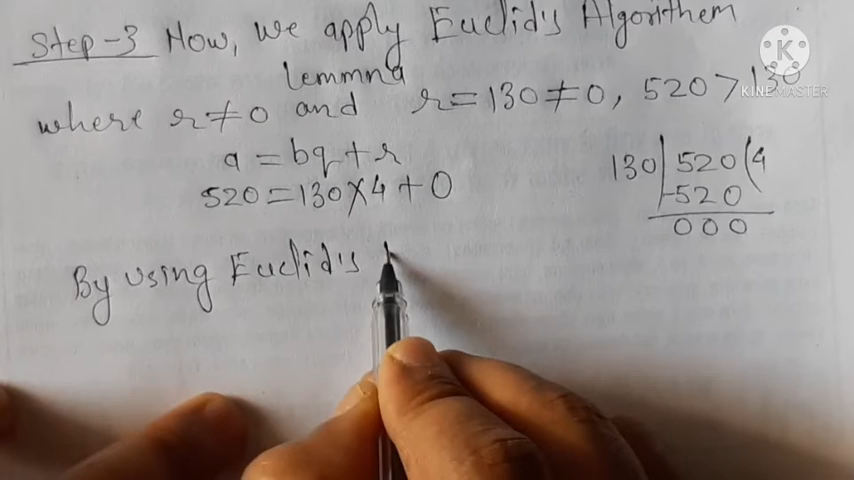 Step-3 Now, we apply Euclid's Algorithem
lemmna
where r ≠ 0 and r = 130 ≠ 0, 520 > 130
KINEMASTER
a = bq + r
520 = 130 × 4 + 0
130 | 520 ( 4
-520
000
By using Euclid's